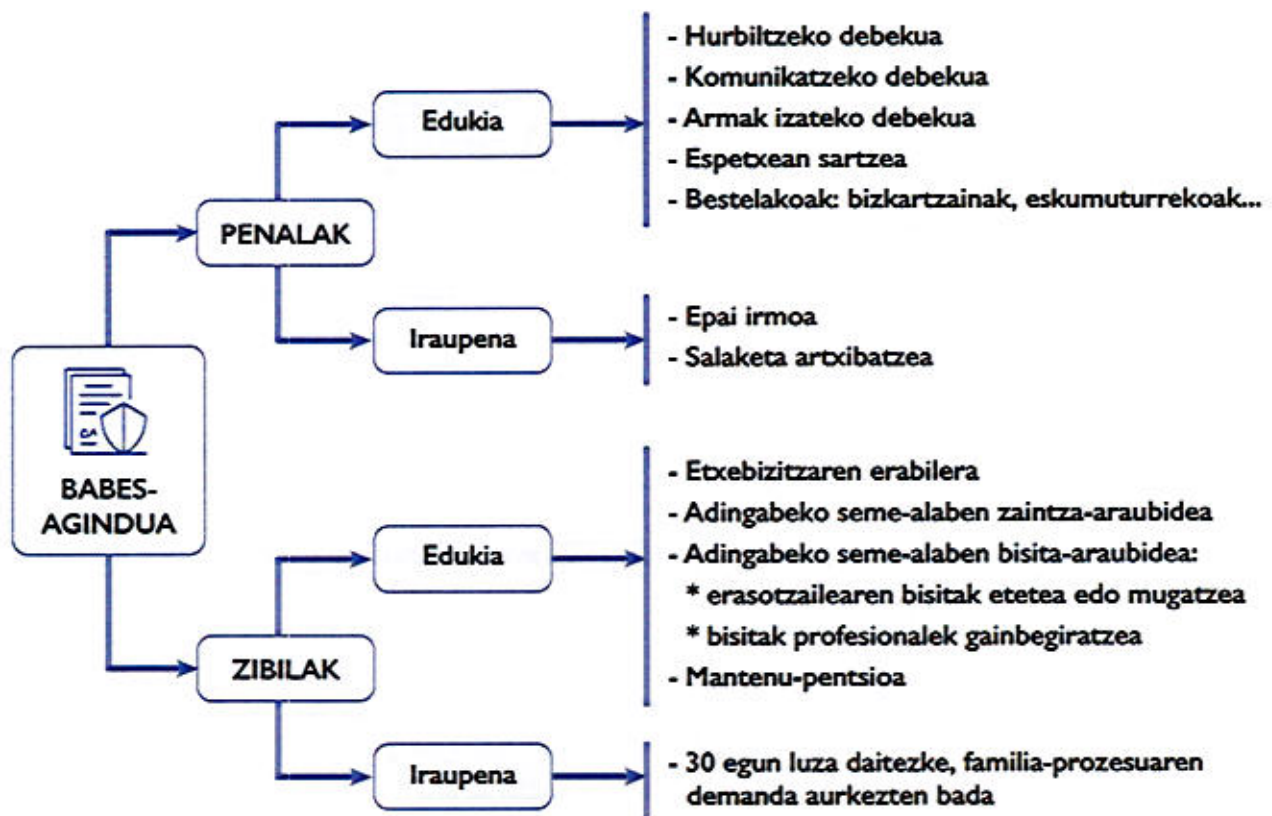 BABES-
AGINDUA
PENALAK
Edukia
- Hurbiltzeko debekua
- Komunikatzeko debekua
- Armak izateko debekua
- Espetxean sartzea
- Bestelakoak: bizkartzainak, eskumuturrekoak...
Iraupena
- Epai irmoa
- Salaketa artxibatzea
ZIBILAK
Edukia
- Etxebizitzaren erabilera
- Adingabeko seme-alaben zaintza-araubidea
- Adingabeko seme-alaben bisita-araubidea:
* erasotzailearen bisitak etetea edo mugatzea
* bisitak profesionalek gainbegiratzea
- Mantenu-pentsioa
Iraupena
- 30 egun luza daitezke, familia-prozesuaren
demanda aurkezten bada